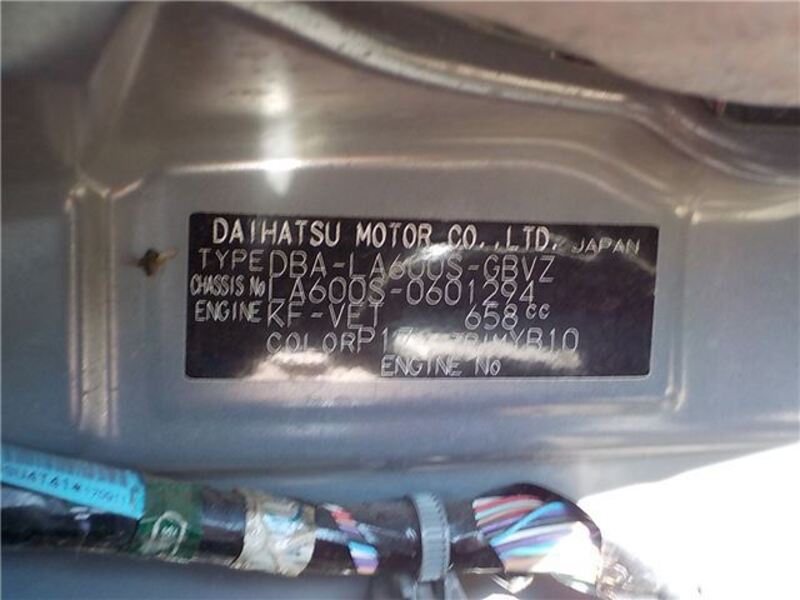 DAIHATSU MOTOR CO.,LTD. JAPAN
TYPE DBA-LA600S-GBVZ
CHASSIS No LA600S-0601294
ENGINE KF-VET 658cc
COLOR
ENGINE No